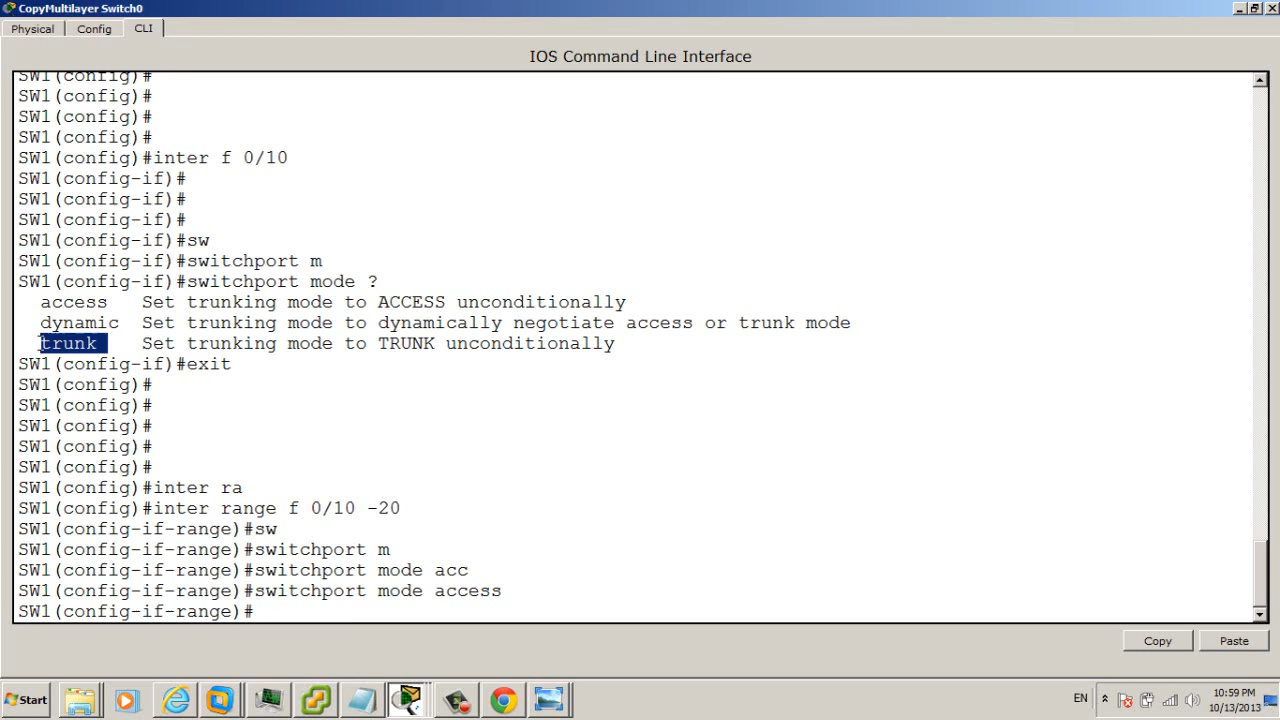 CopyMultilayer Switch0
Physical Config CLI
IOS Command Line Interface
SW1(config)#
SW1(config)#
SW1(config)#
SW1(config)#
SW1(config)#inter f 0/10
SW1(config-if)#
SW1(config-if)#
SW1(config-if)#
SW1(config-if)#sw
SW1(config-if)#switchport m
SW1(config-if)#switchport mode ?
access Set trunking mode to ACCESS unconditionally
dynamic Set trunking mode to dynamically negotiate access or trunk mode
trunk Set trunking mode to TRUNK unconditionally
SW1(config-if)#exit
SW1(config)#
SW1(config)#
SW1(config)#
SW1(config)#
SW1(config)#
SW1(config)#inter ra
SW1(config)#inter range f 0/10 -20
SW1(config-if-range)#sw
SW1(config-if-range)#switchport m
SW1(config-if-range)#switchport mode acc
SW1(config-if-range)#switchport mode access
SW1(config-if-range)#
Copy Paste
Start EN 10:59 PM
10/13/2013